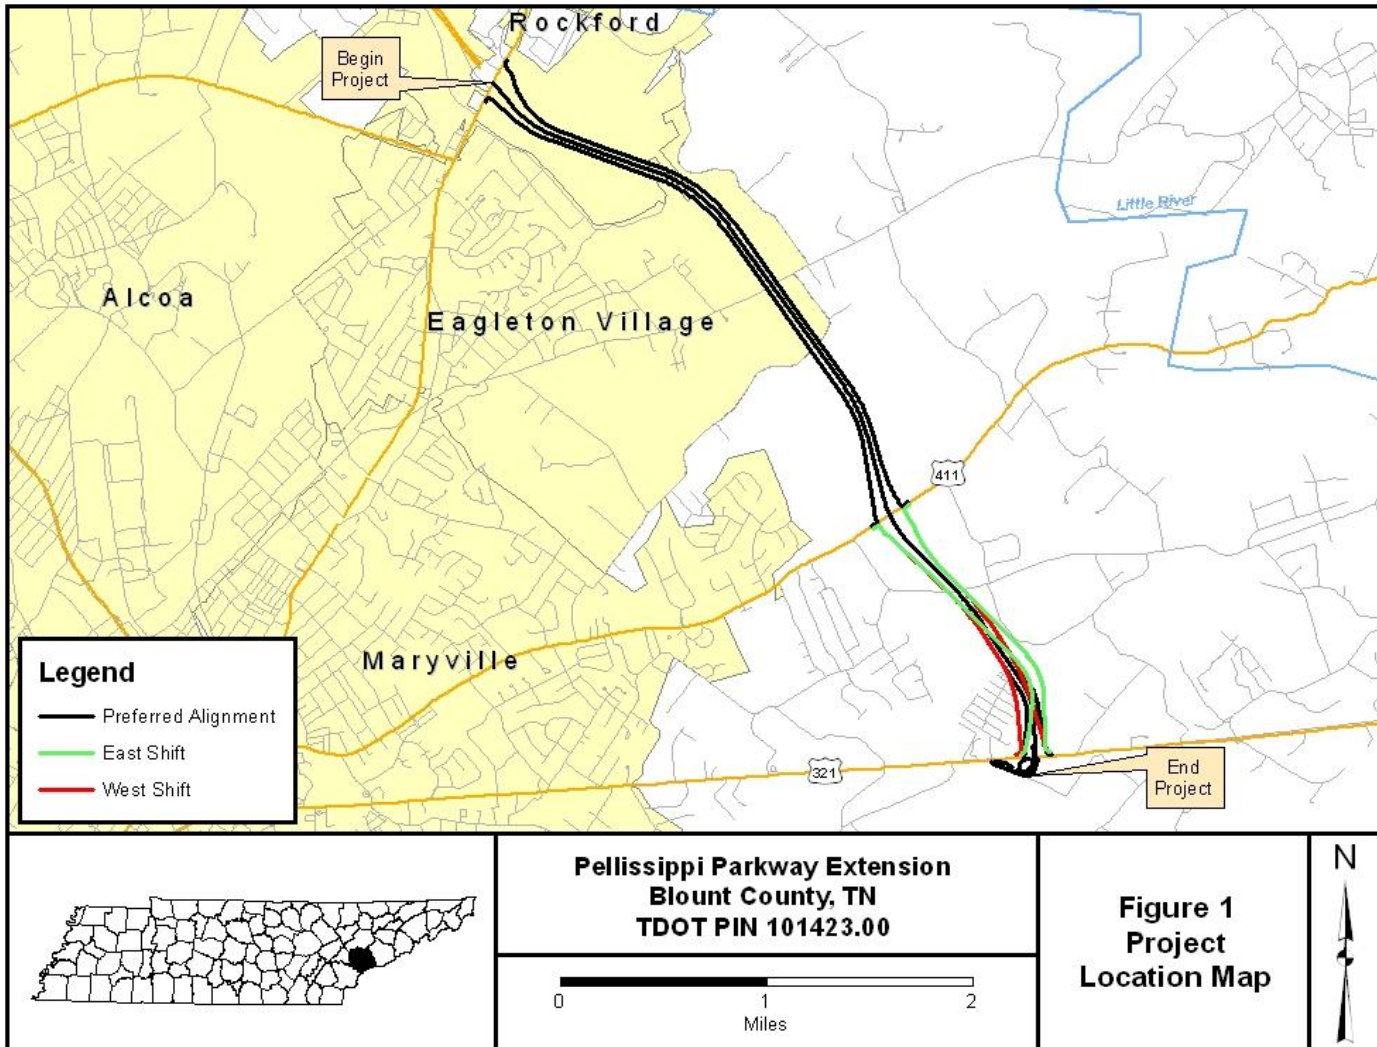 Rockford
Begin
Project
Little River
Alcoa
Eagleton Village
411
Maryville
321
End
Project
Legend
Preferred Alignment
East Shift
West Shift
Pellissippi Parkway Extension
Blount County, TN
TDOT PIN 101423.00
0 1 2
Miles
Figure 1
Project
Location Map
N